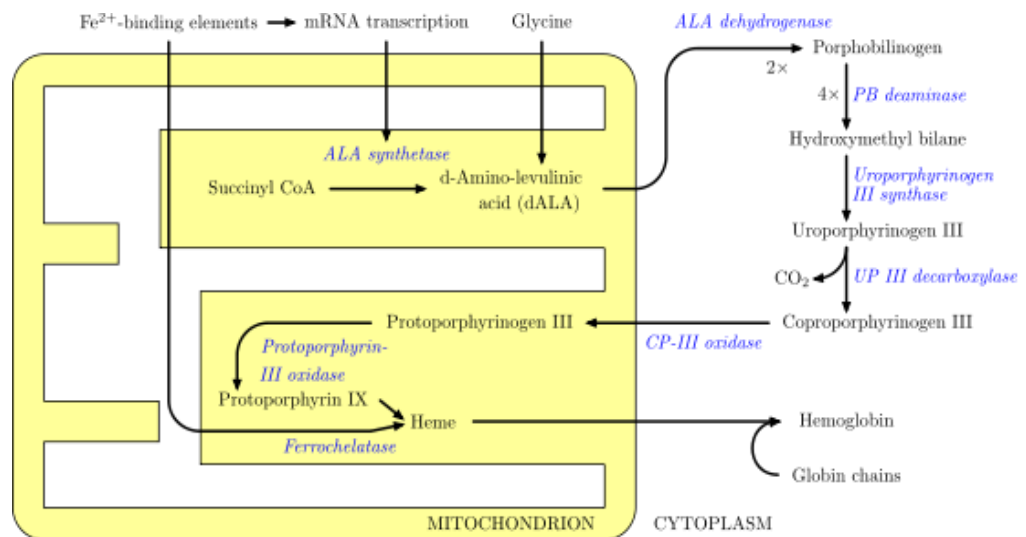 Fe²⁺-binding elements
mRNA transcription
Glycine
ALA dehydrogenase
Porphobilinogen
2×
4×
PB deaminase
Hydroxymethyl bilane
ALA synthetase
Succinyl CoA
d-Amino-levulinic
acid (dALA)
Uroporphyrinogen
III synthase
Uroporphyrinogen III
CO₂
UP III decarboxylase
Protoporphyrinogen III
Coproporphyrinogen III
CP-III oxidase
Protoporphyrin-
III oxidase
Protoporphyrin IX
Heme
Hemoglobin
Ferrochelatase
Globin chains
MITOCHONDRION
CYTOPLASM